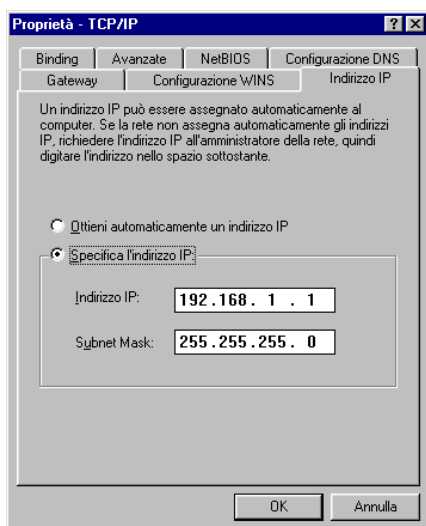 Proprietà - TCP/IP
Binding Avanzate NetBIOS Configurazione DNS
Gateway Configurazione WINS Indirizzo IP
Un indirizzo IP può essere assegnato automaticamente al
computer. Se la rete non assegna automaticamente gli indirizzi
IP, richiedere l'indirizzo IP all'amministratore della rete, quindi
digitare l'indirizzo nello spazio sottostante.
Ottieni automaticamente un indirizzo IP
Specifica l'indirizzo IP:
Indirizzo IP: 192.168. 1 . 1
Subnet Mask: 255.255.255. 0
OK Annulla